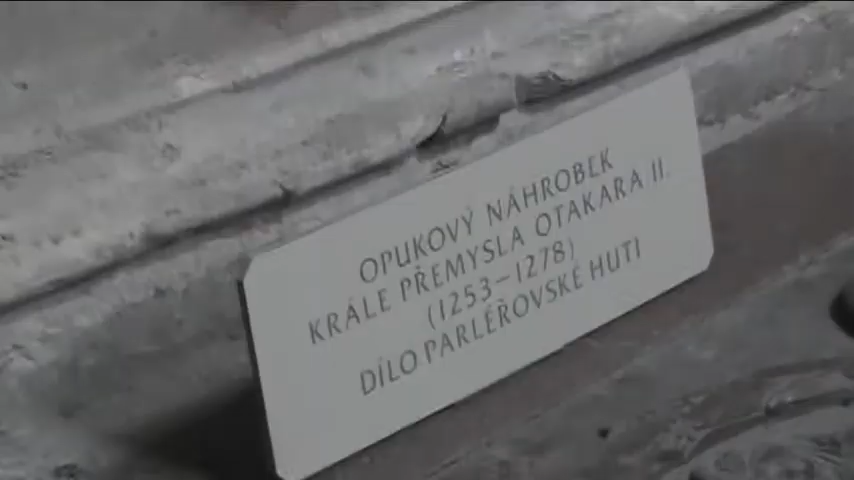 OPUKOVÝ NÁHROBEK
KRÁLE PŘEMYSLA OTAKARA II.
(1253–1278)
DÍLO PARLÉŘOVSKÉ HUTI